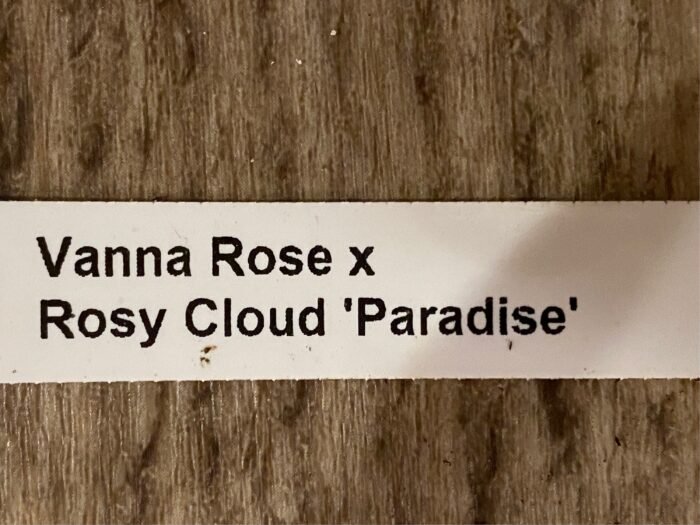 Vanna Rose x
Rosy Cloud 'Paradise'